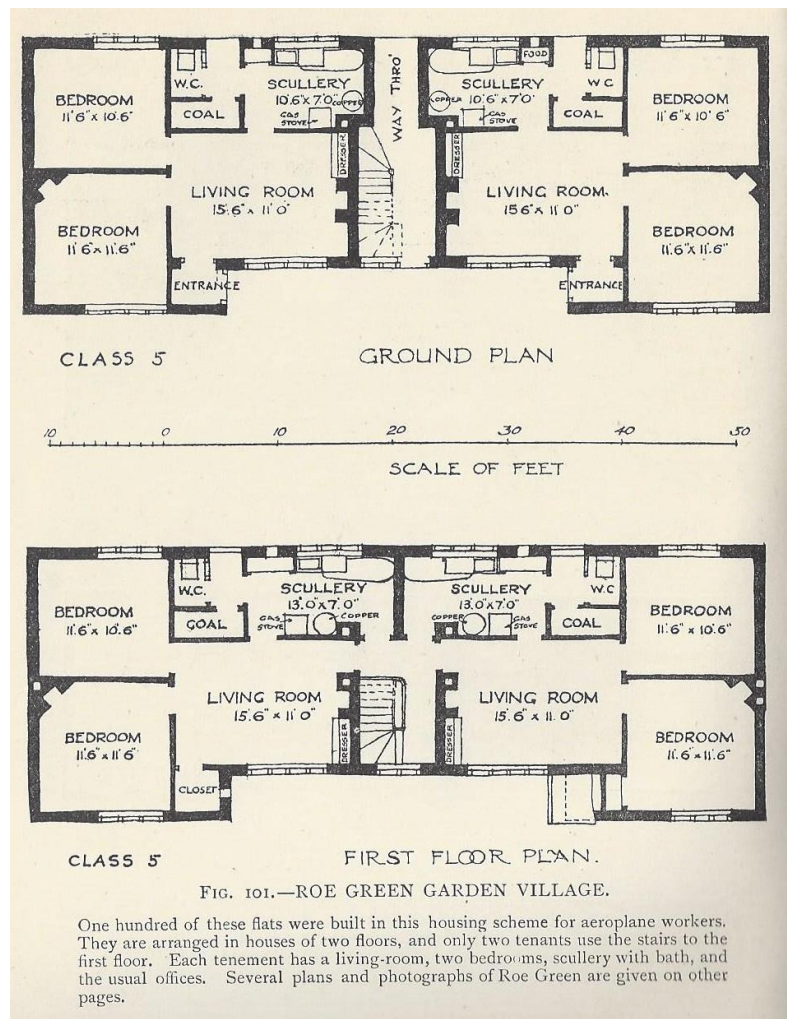 WAY THRO'
W.C.
SCULLERY
10'.6"x 7'.0"
COPPER
GAS
STOVE
BEDROOM
11'.6"x 10'.6"
COAL
DRESSER
LIVING ROOM
15'.6"x 11'0"
BEDROOM
11'6"x 11'.6"
ENTRANCE
FOOD
SCULLERY
10'.6"x 7'0"
COPPER
GAS
STOVE
W C
BEDROOM
11'6"x 10'6"
COAL
DRESSER
LIVING ROOM.
15'6"x 11'0"
BEDROOM
11'.6"x 11'.6"
ENTRANCE
CLASS 5
GROUND PLAN
10 0 10 20 30 40 50
SCALE OF FEET
W.C.
SCULLERY
13'.0"x7'.0"
GAS
STOVE
COPPER
BEDROOM
11'.6"x 10'.6"
COAL
LIVING ROOM
15'.6"x 11'0"
DRESSER
BEDROOM
11'.6"x 11'6"
CLOSET
SCULLERY
13'.0"x7'.0"
COPPER
GAS
STOVE
W.C
BEDROOM
11'.6"x 10'.6"
COAL
LIVING ROOM
15'.6"x 11'.0"
DRESSER
BEDROOM
11'.6"x 11'.6"
CLASS 5
FIRST FLOOR PLAN.
FIG. 101.—ROE GREEN GARDEN VILLAGE.
One hundred of these flats were built in this housing scheme for aeroplane workers.
They are arranged in houses of two floors, and only two tenants use the stairs to the
first floor. Each tenement has a living-room, two bedrooms, scullery with bath, and
the usual offices. Several plans and photographs of Roe Green are given on other
pages.